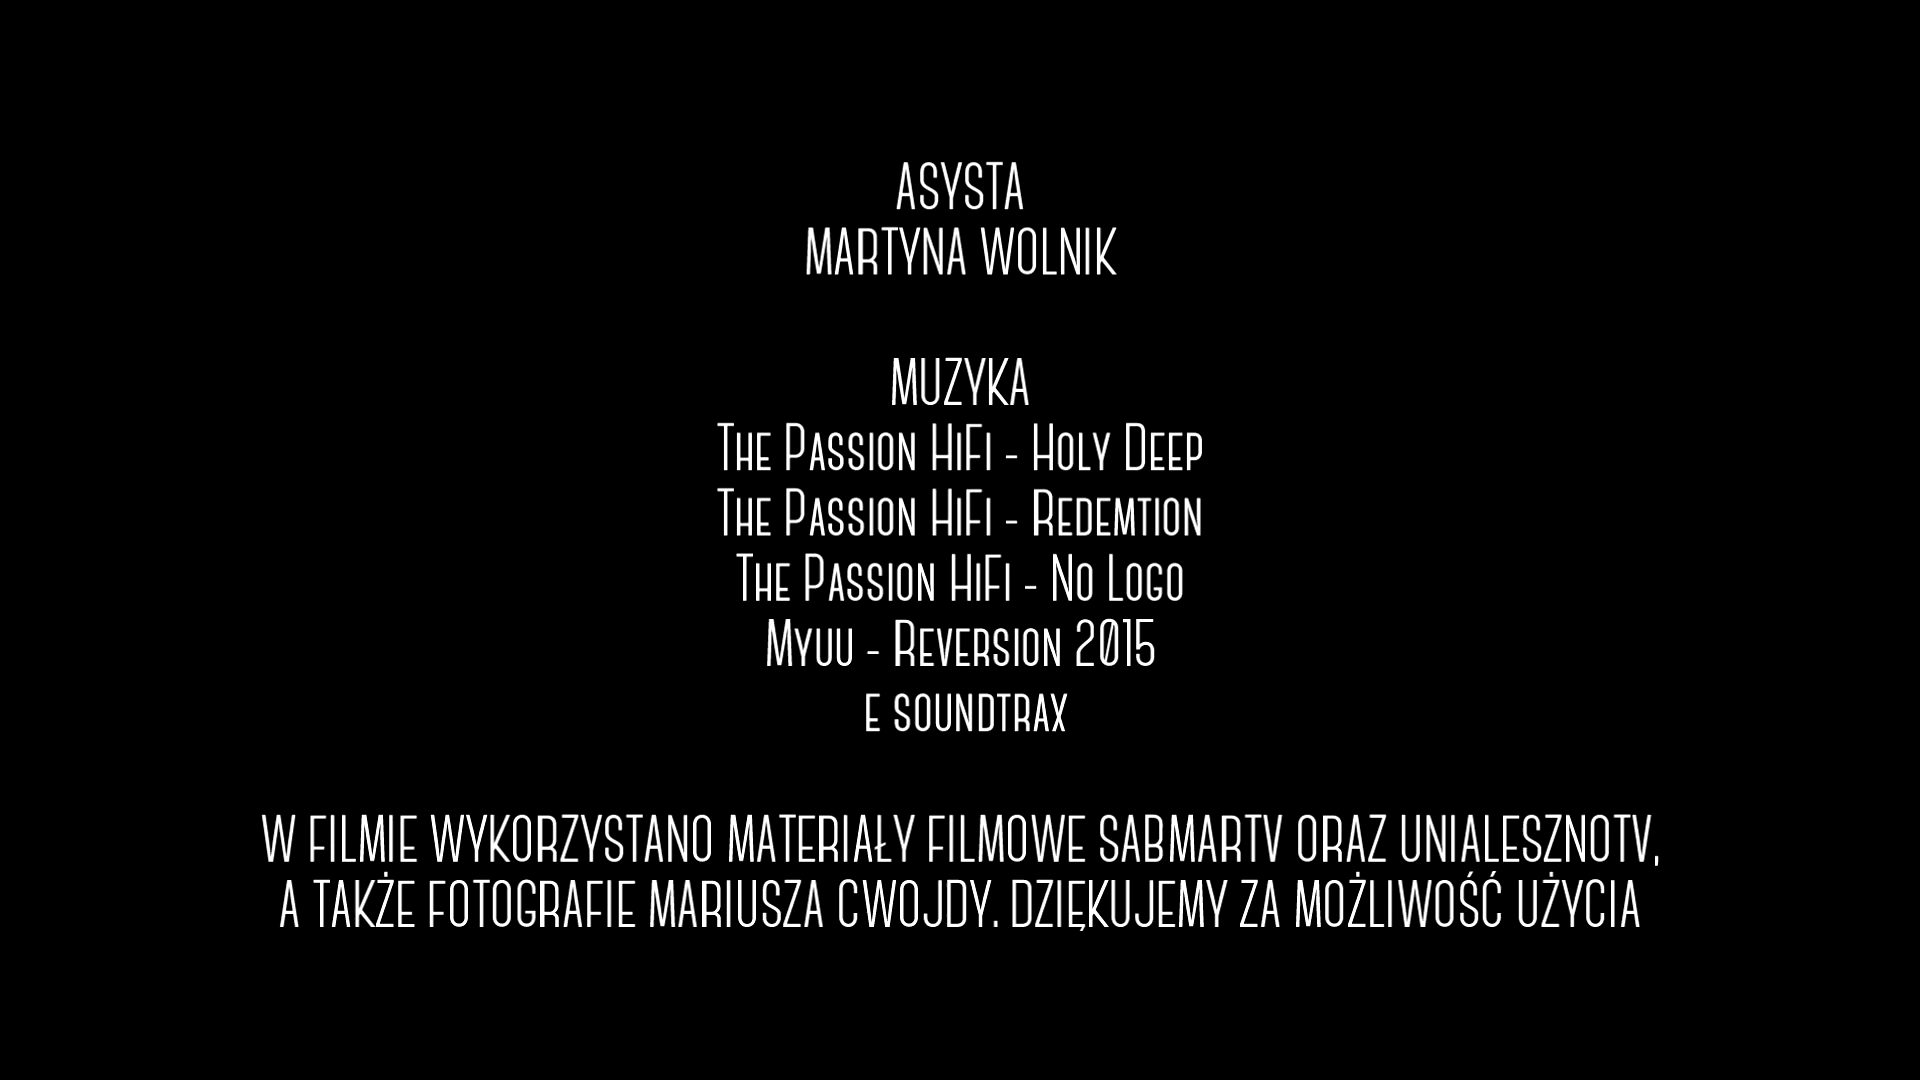 ASYSTA
MARTYNA WOLNIK
MUZYKA
The Passion HiFi - Holy Deep
The Passion HiFi - Redemtion
The Passion HiFi - No Logo
Myuu - Reversion 2015
e soundtrax
W FILMIE WYKORZYSTANO MATERIAŁY FILMOWE SABMARTV ORAZ UNIALESZNOTV,
A TAKŻE FOTOGRAFIE MARIUSZA CWOJDY. DZIĘKUJEMY ZA MOŻLIWOŚĆ UŻYCIA